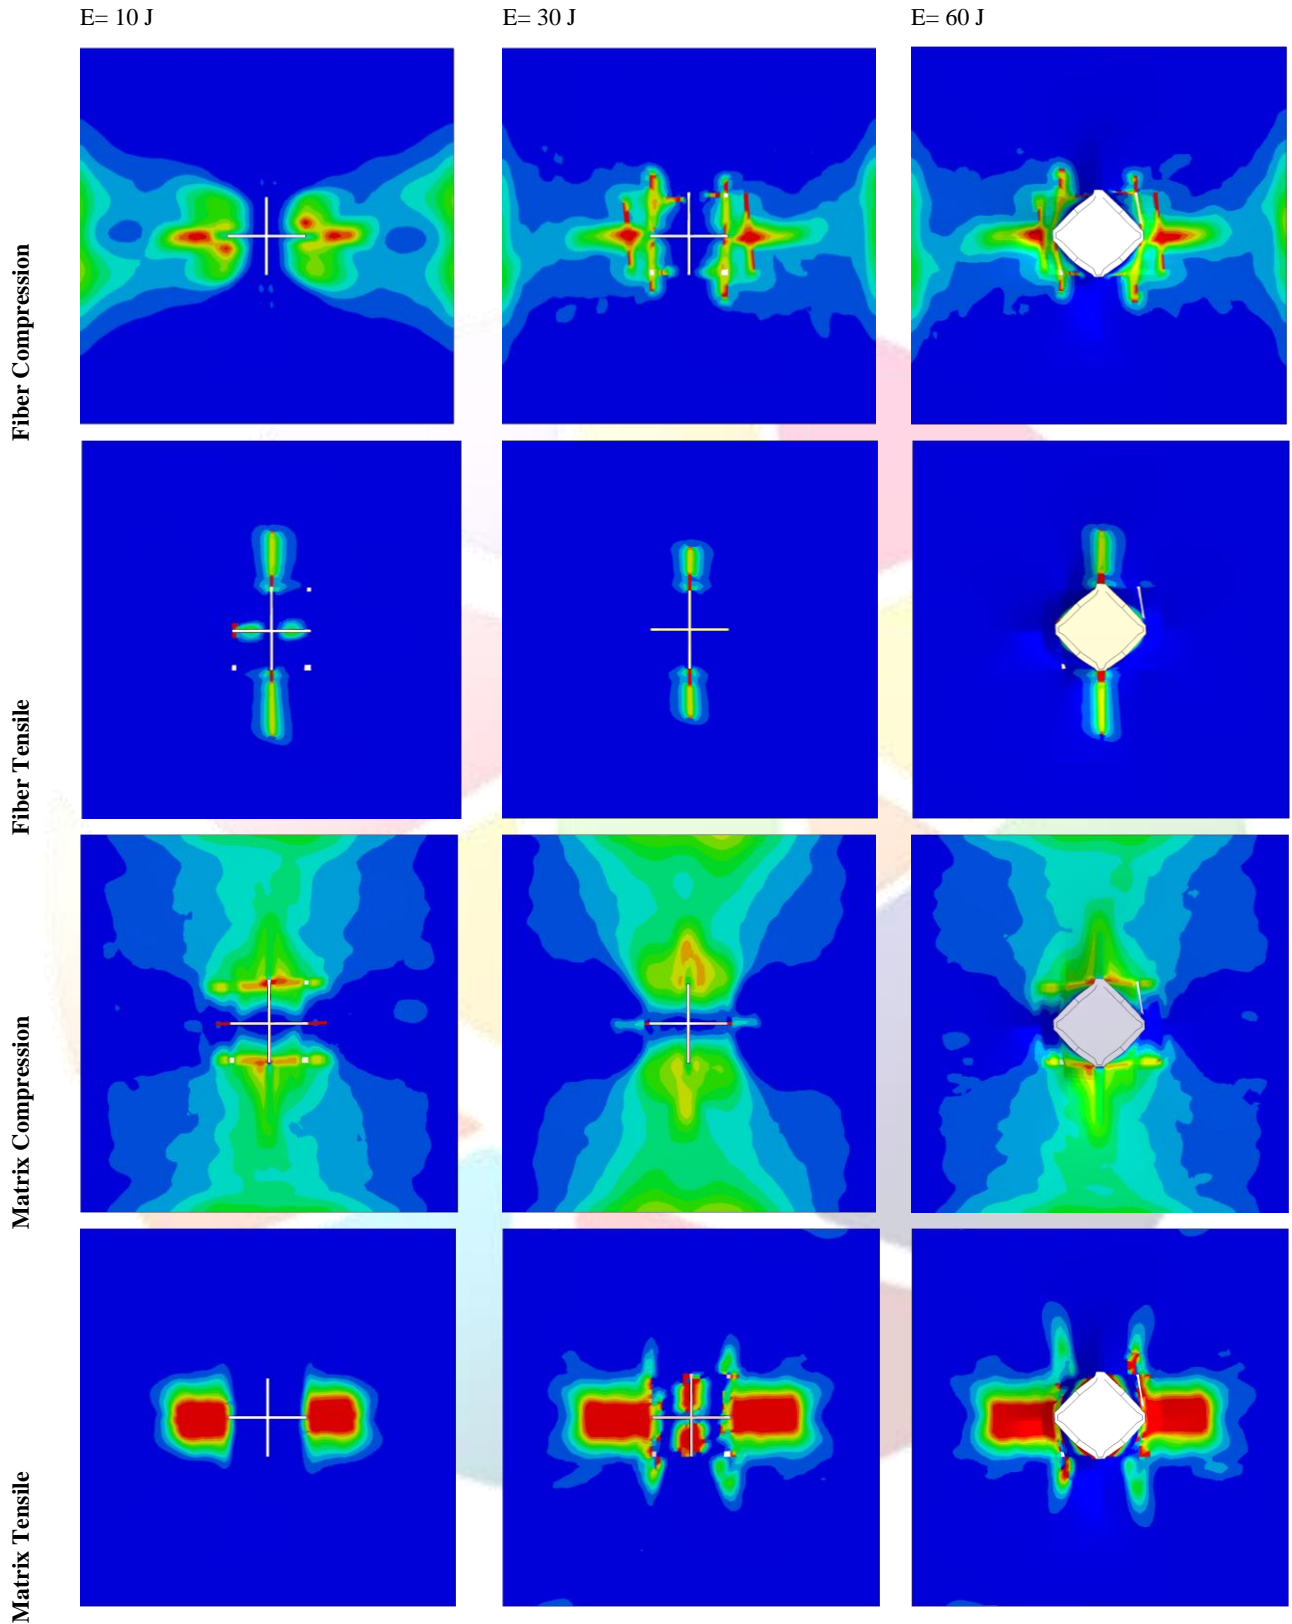 E= 10 J
E= 30 J
E= 60 J
Fiber Compression
Fiber Tensile
Matrix Compression
Matrix Tensile